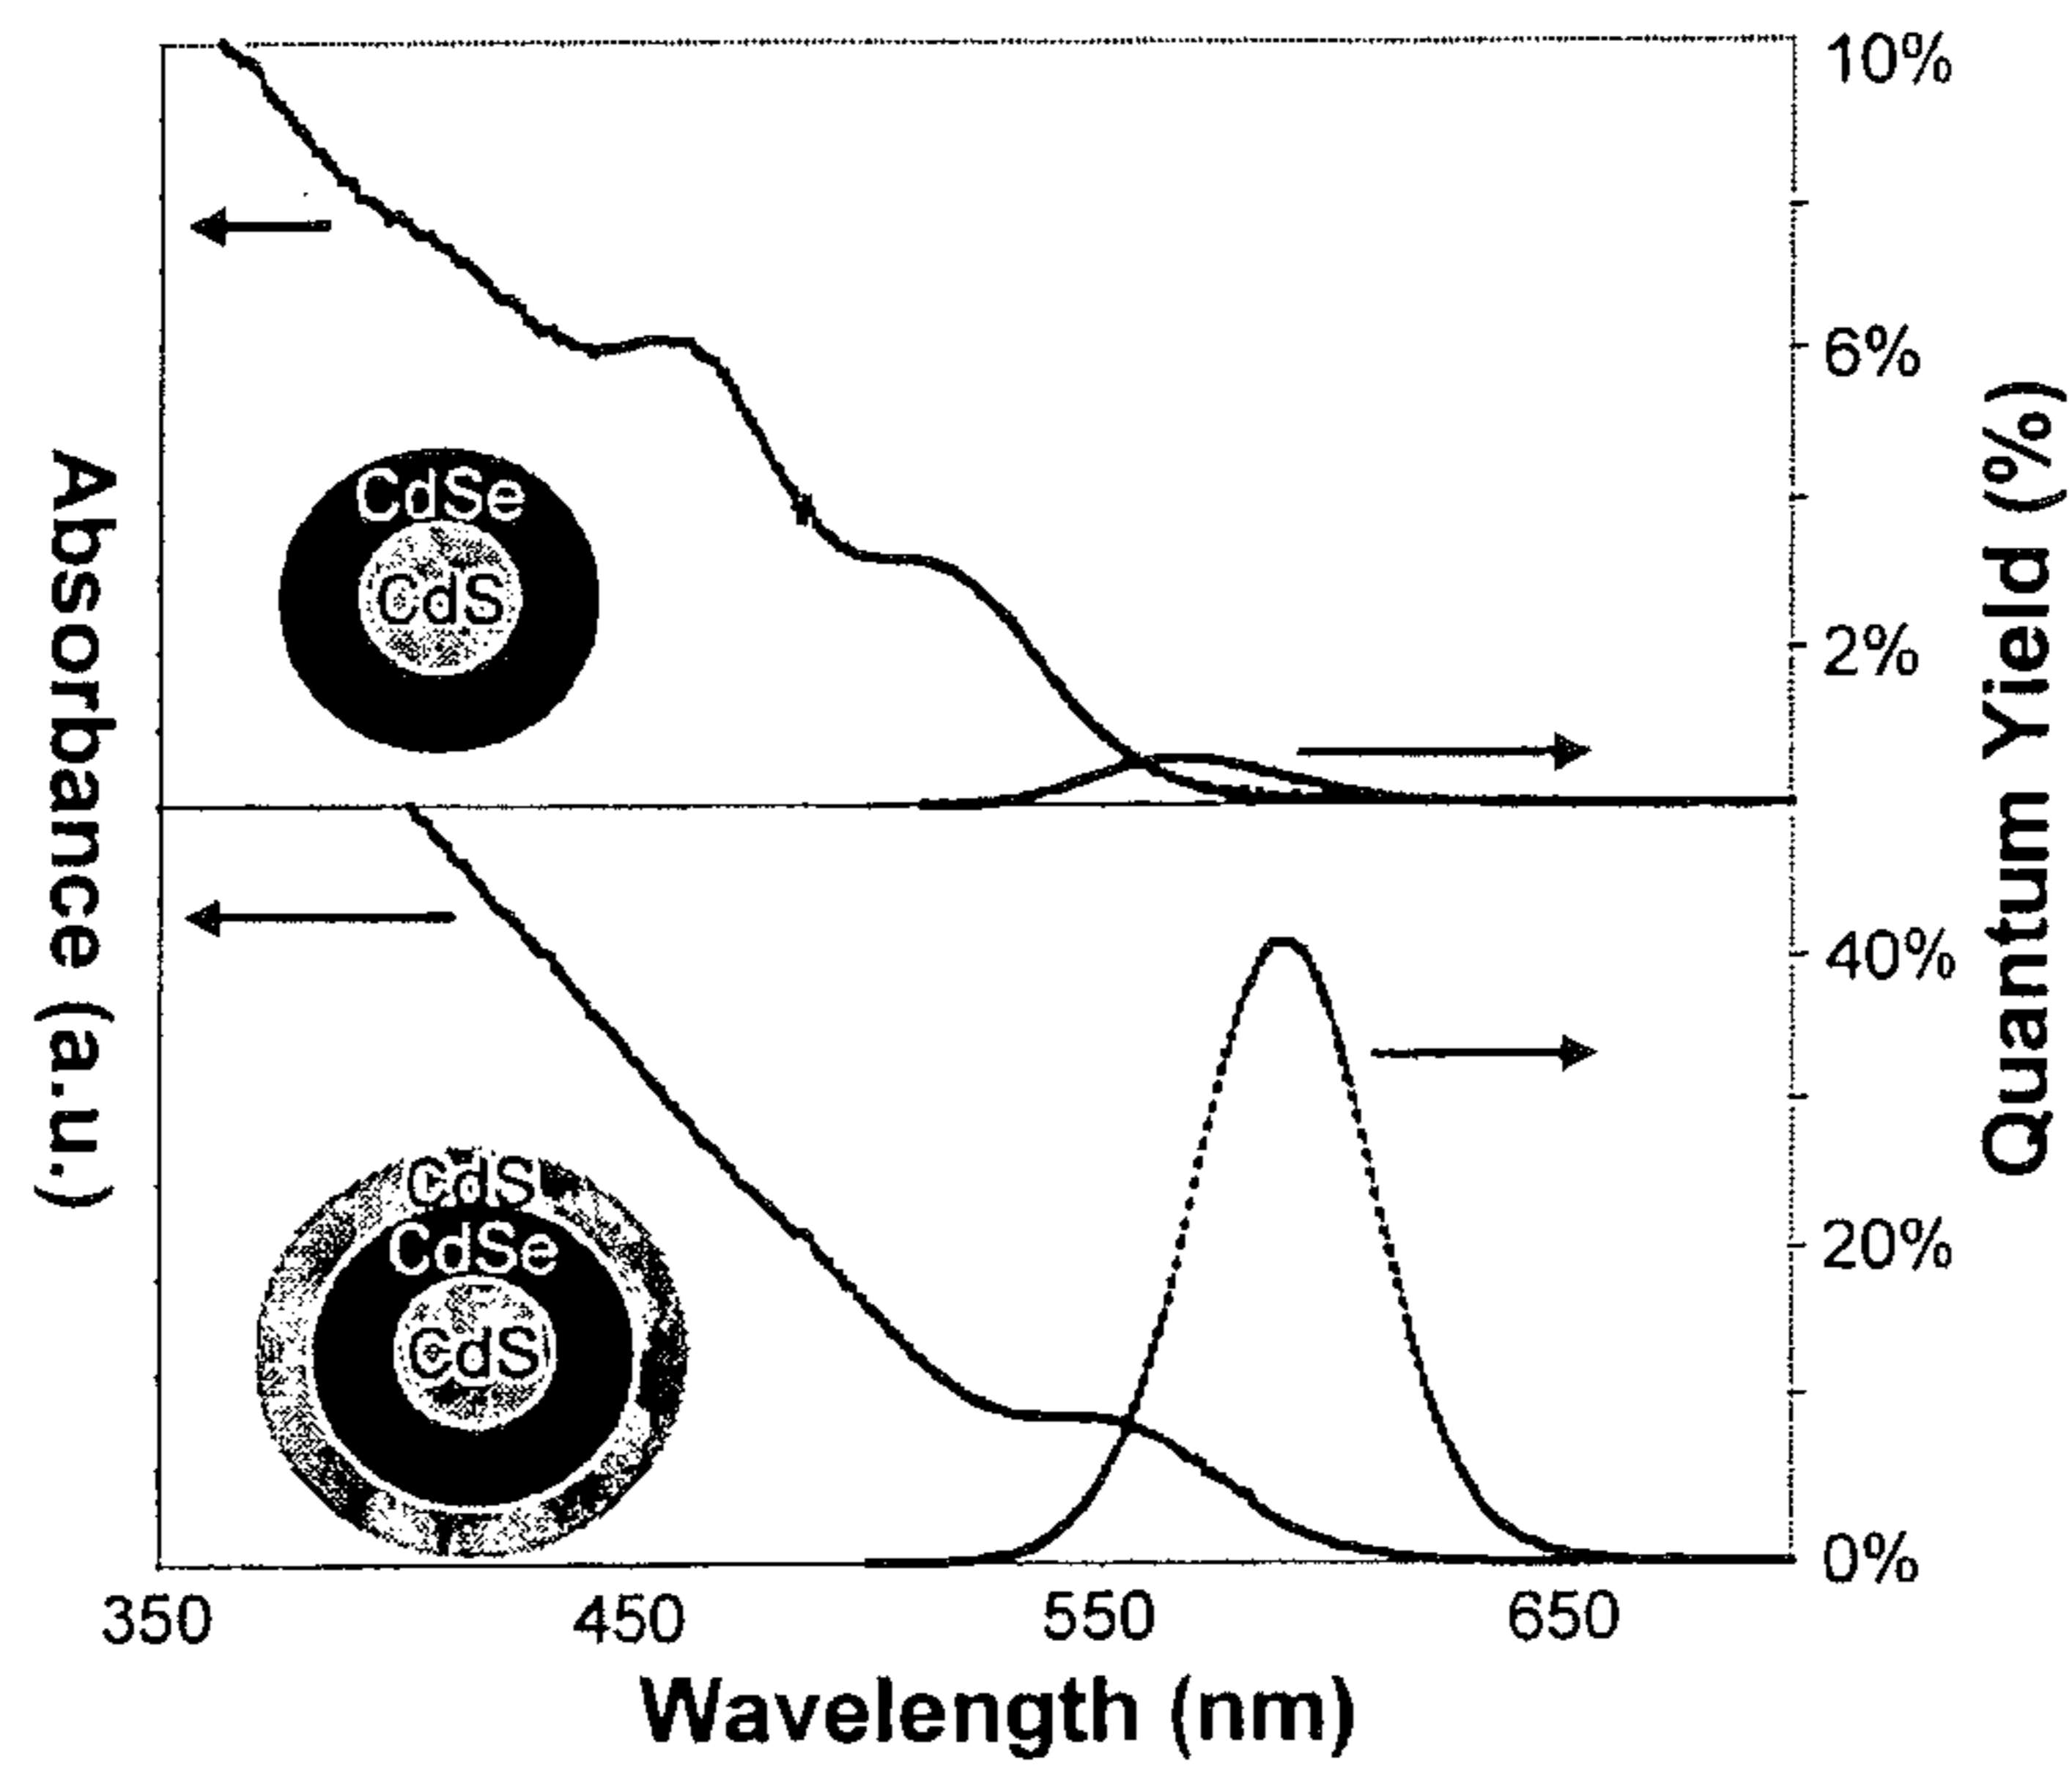 10%
6%
2%
CdSe
CdS
Absorbance (a.u.)
Quantum Yield (%)
40%
20%
0%
CdS
CdSe
CdS
350 450 550 650
Wavelength (nm)